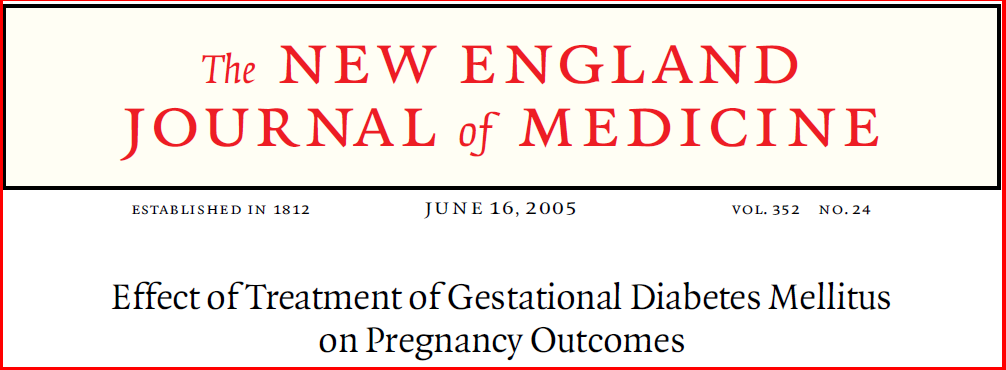 The NEW ENGLAND
JOURNAL of MEDICINE
ESTABLISHED IN 1812 JUNE 16, 2005 VOL. 352 NO. 24
Effect of Treatment of Gestational Diabetes Mellitus
on Pregnancy Outcomes